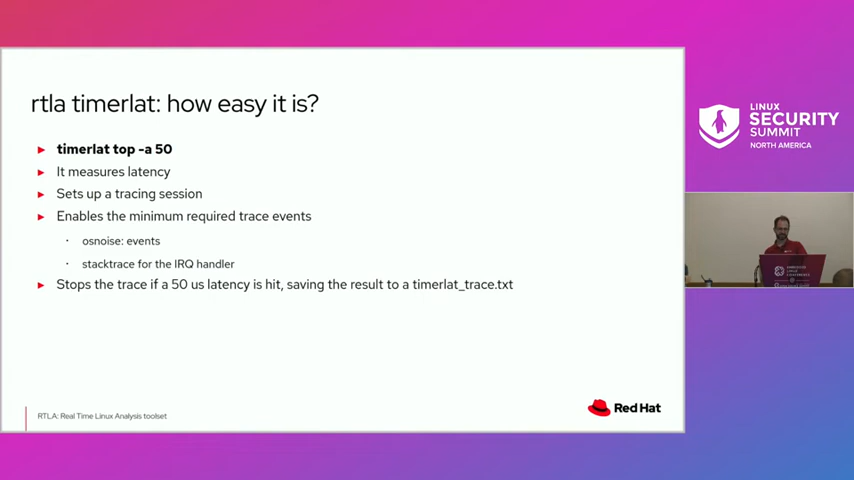 rtla timerlat: how easy it is?
► timerlat top -a 50
► It measures latency
► Sets up a tracing session
► Enables the minimum required trace events
· osnoise: events
· stacktrace for the IRQ handler
► Stops the trace if a 50 us latency is hit, saving the result to a timerlat_trace.txt
RTLA: Real Time Linux Analysis toolset
Red Hat
LINUX
SECURITY
SUMMIT
NORTH AMERICA